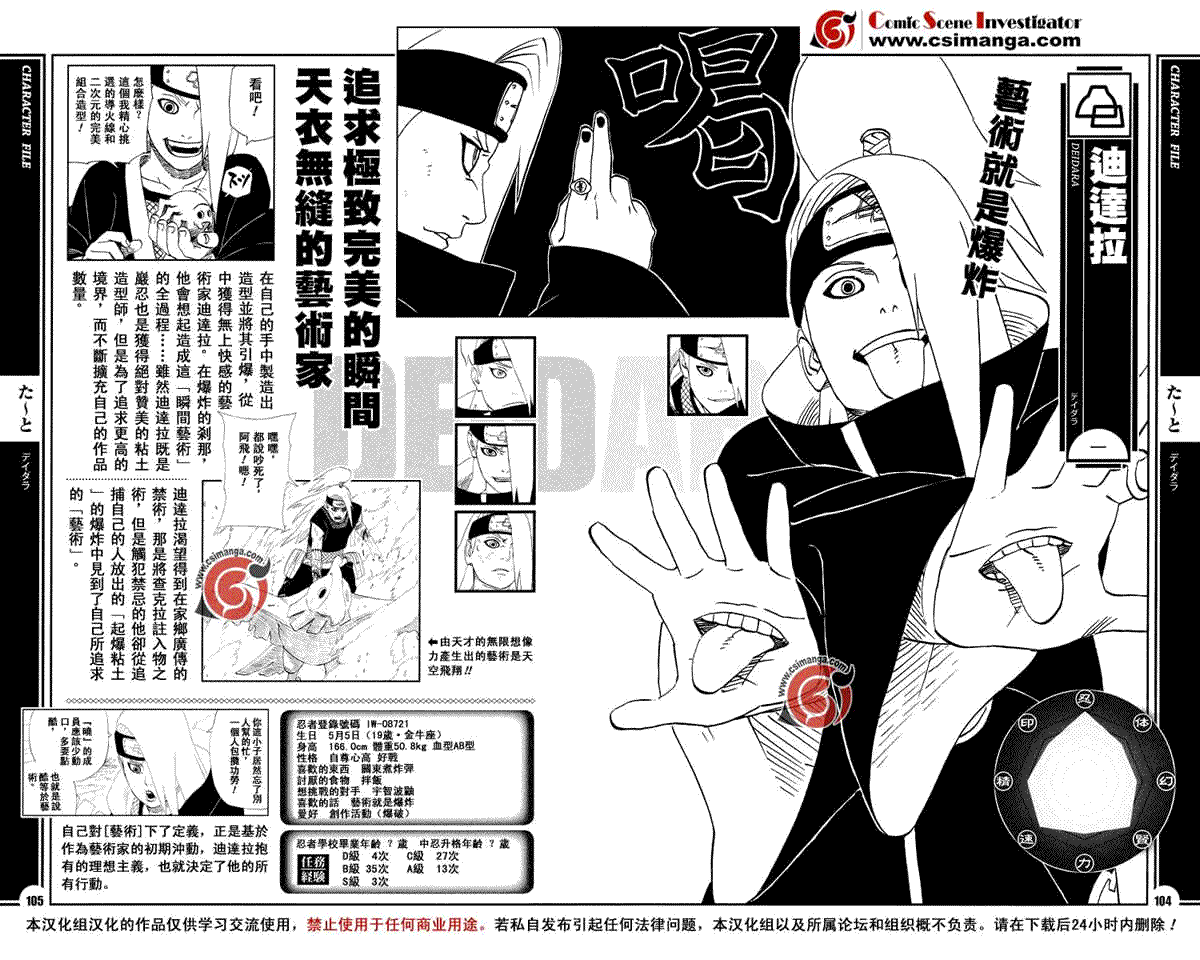 Comic Scene Investigator
www.csimanga.com
CHARACTER FILE
た〜と
デイダラ
104
迪達拉
DEIDARA
デイダラ
藝術就是爆炸
喝
忍
体
幻
賢
力
速
精
印
DEIDARA
追求極致完美的瞬間
天衣無縫的藝術家
看吧！
怎麼樣？
這個我精心挑
選的導火線和
二次元的完美
組合造型！
在自己的手中製造出
造型並將其引爆，從
中獲得無上快感的藝
術家迪達拉。在爆炸的剎那，
他會想起造成這「瞬間藝術」
的全過程……雖然迪達拉既是
巖忍也是獲得絕對贊美的粘土
造型師，但是為了追求更高的
境界，而不斷擴充自己的作品
數量。
嘿嘿，
都說吵死了，
阿飛！嗯！
迪達拉渴望得到在家鄉廣傳的
禁術，那是將查克拉註入物之
術，但是觸犯禁忌的他卻從追
捕自己的人放出的「起爆粘土
」的爆炸中見到了自己所追求
的「藝術」。
←由天才的無限想像
力產生出的藝術是天
空飛翔!!
www.csimanga.com
www.csimanga.com
你這小子居然忘了別
人幫的忙，
一個人包攬功勞！
「曉」的成
員應該少動
口，多耍點
酷，
也就是說
酷等於藝
術。
自己對[藝術]下了定義，正是基於
作為藝術家的初期沖動，迪達拉抱
有的理想主義，也就決定了他的所
有行動。
忍者登錄號碼 IW-08721
生日 5月5日（19歲・金牛座）
身高 166.0cm 體重50.8kg 血型AB型
性格 自尊心高 好戰
喜歡的東西 關東煮炸彈
討厭的食物 拌飯
想挑戰的對手 宇智波鼬
喜歡的話 藝術就是爆炸
愛好 創作活動（爆破）
忍者學校畢業年齡 ？歲 中忍升格年齡 ？歲
任務經驗
D級 4次 C級 27次
B級 35次 A級 13次
S級 3次
CHARACTER FILE
た〜と
デイダラ
105
本汉化组汉化的作品仅供学习交流使用，禁止使用于任何商业用途。若私自发布引起任何法律问题，本汉化组以及所属论坛和组织概不负责。请在下载后24小时内删除！